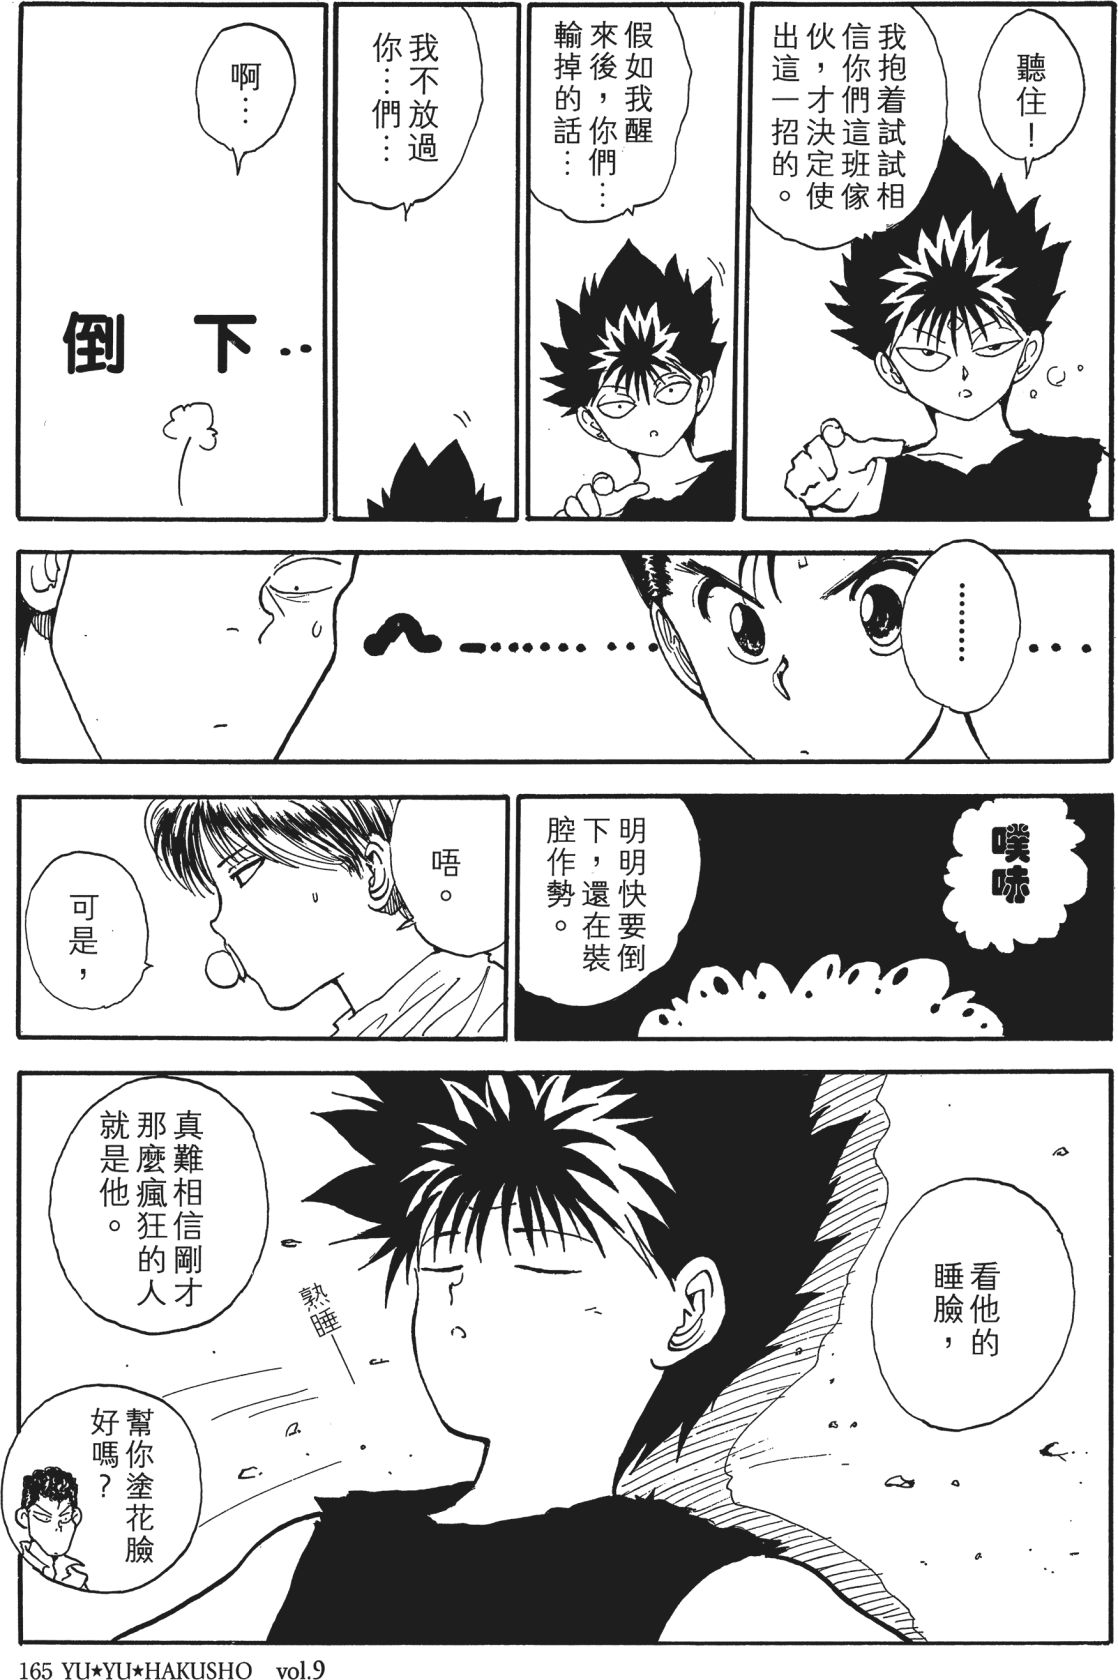 聽住！
我抱着試試相
信你們這班傢
伙，才決定使
出這一招的。
假如我醒
來後，你們…
輸掉的話…
我不放過
你…們…
啊…
倒下‥
………
噗哧
明明快要倒
下，還在裝
腔作勢。
唔。
可是，
看他的
睡臉，
真難相信剛才
那麼瘋狂的人
就是他。
熟睡
幫你塗花臉
好嗎？
165 YU★YU★HAKUSHO vol.9